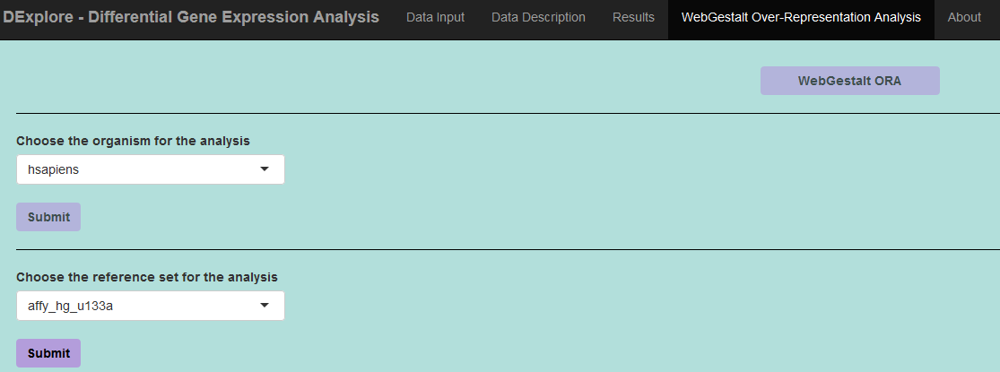 DExplore - Differential Gene Expression Analysis Data Input Data Description Results WebGestalt Over-Representation Analysis About
WebGestalt ORA
Choose the organism for the analysis
hsapiens
Submit
Choose the reference set for the analysis
affy_hg_u133a
Submit